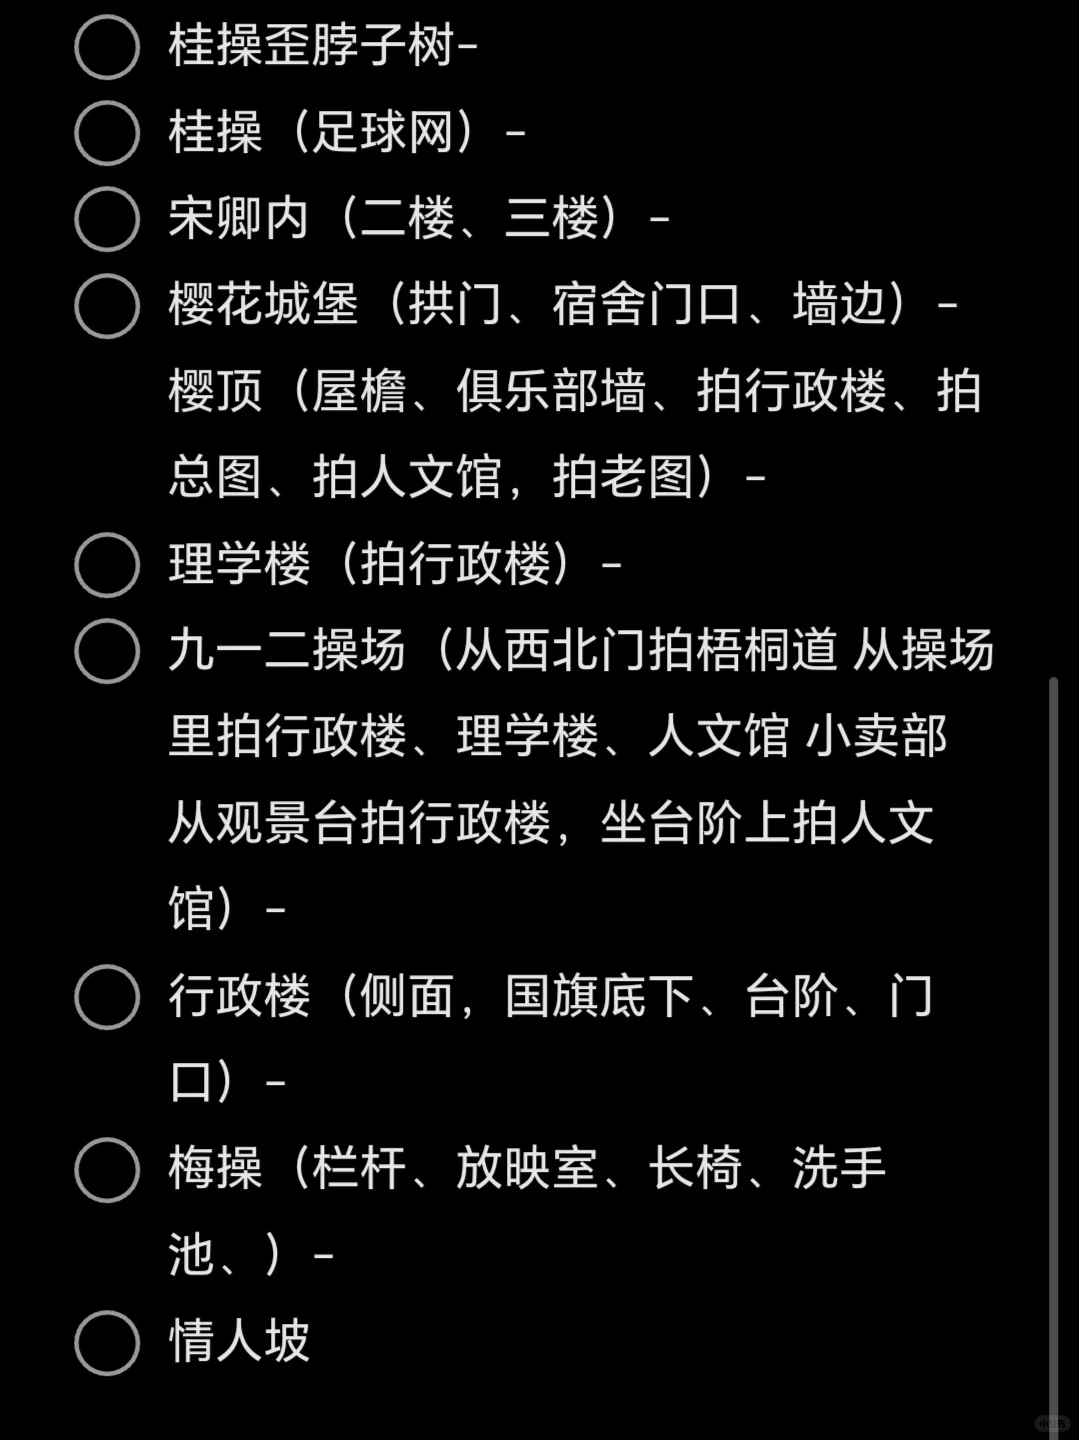 桂操歪脖子树–
桂操（足球网）–
宋卿内（二楼、三楼）–
樱花城堡（拱门、宿舍门口、墙边）–
樱顶（屋檐、俱乐部墙、拍行政楼、拍
总图、拍人文馆，拍老图）–
理学楼（拍行政楼）–
九一二操场（从西北门拍梧桐道 从操场
里拍行政楼、理学楼、人文馆 小卖部
从观景台拍行政楼，坐台阶上拍人文
馆）–
行政楼（侧面，国旗底下、台阶、门
口）–
梅操（栏杆、放映室、长椅、洗手
池、）–
情人坡